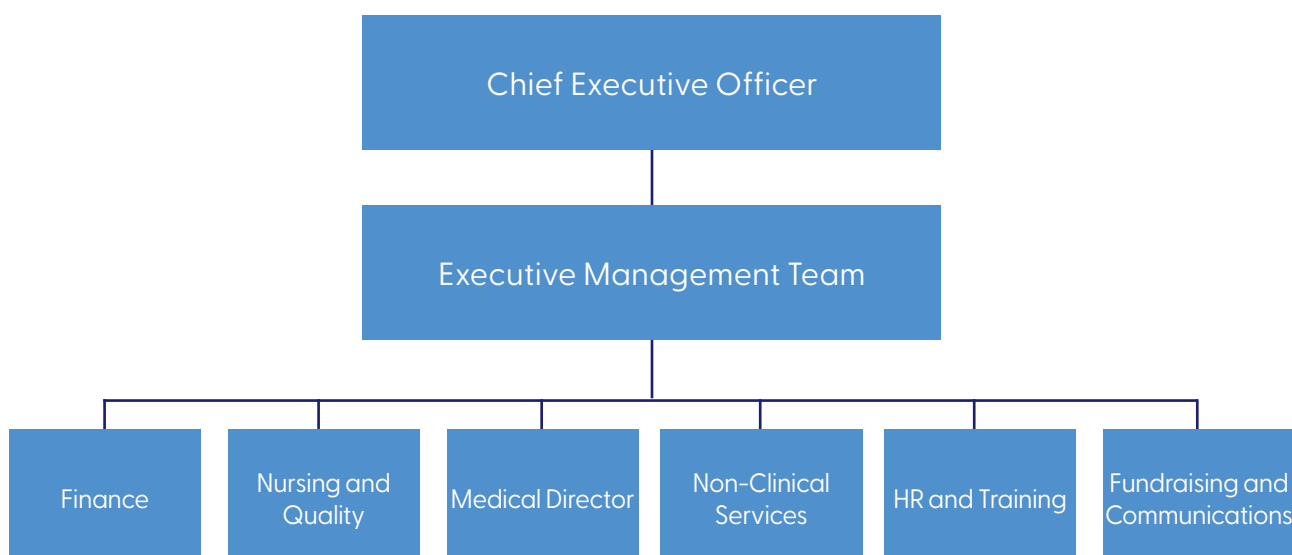 Chief Executive Officer
Executive Management Team
Finance
Nursing and
Quality
Medical Director
Non-Clinical
Services
HR and Training
Fundraising and
Communications